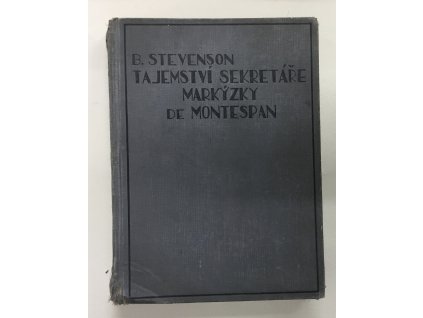 B. STEVENSON
TAJEMSTVÍ SEKRETÁŘE
MARKÝZKY
DE MONTESPAN